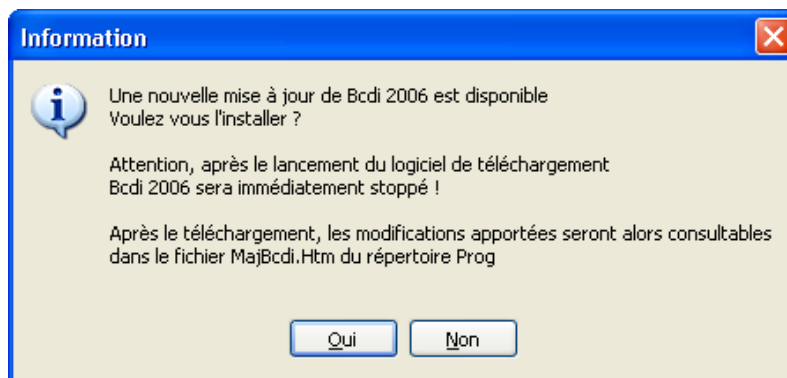 Information
Une nouvelle mise à jour de Bcdi 2006 est disponible
Voulez vous l'installer ?
Attention, après le lancement du logiciel de téléchargement
Bcdi 2006 sera immédiatement stoppé !
Après le téléchargement, les modifications apportées seront alors consultables
dans le fichier MajBcdi.Htm du répertoire Prog
Oui
Non